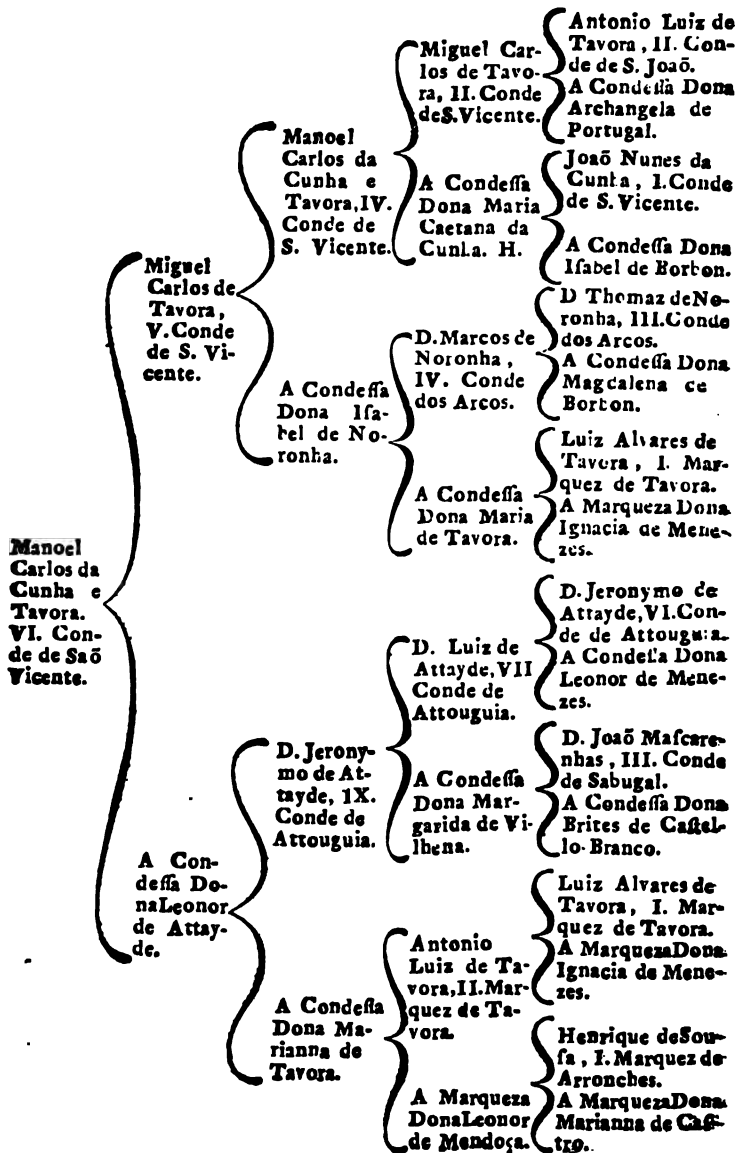 Manoel
Carlos da
Cunha e
Tavora.
VI. Con-
de de Saõ
Vicente.
Miguel
Carlos de
Tavora,
V. Conde
de S. Vi-
cente.
A Con-
deſſa Do-
na Leonor
de Attay-
de.
Manoel
Carlos da
Cunha e
Tavora, IV.
Conde de
S. Vicente.
A Condeſſa
Dona Iſa-
bel de No-
ronha.
D. Jerony-
mo de At-
tayde, IX.
Conde de
Attouguia.
A Condeſſa
Dona Ma-
rianna de
Tavora.
Miguel Car-
los de Tavo-
ra, II. Conde
de S. Vicente.
A Condeſſa
Dona Maria
Caetana da
Cunha. H.
D. Marcos de
Noronha,
IV. Conde
dos Arcos.
A Condeſſa
Dona Maria
de Tavora.
D. Luiz de
Attayde, VII
Conde de
Attouguia.
A Condeſſa
Dona Mar-
garida de Vi-
lhena.
Antonio
Luiz de Ta-
vora, II. Mar-
quez de Ta-
vora.
A Marqueza
Dona Leonor
de Mendoça.
Antonio Luiz de
Tavora, II. Con-
de de S. Joaõ.
A Condeſſa Dona
Archangela de
Portugal.
Joaõ Nunes da
Cunha, I. Conde
de S. Vicente.
A Condeſſa Dona
Iſabel de Borbon.
D Thomaz de No-
ronha, III. Conde
dos Arcos.
A Condeſſa Dona
Magdalena de
Borbon.
Luiz Alvares de
Tavora, I. Mar-
quez de Tavora.
A Marqueza Dona
Ignacia de Mene-
zes.
D. Jeronymo de
Attayde, VI. Con-
de de Attouguia.
A Condeſſa Dona
Leonor de Mene-
zes.
D. Joaõ Maſcare-
nhas, III. Conde
de Sabugal.
A Condeſſa Dona
Brites de Caſtel-
lo-Branco.
Luiz Alvares de
Tavora, I. Mar-
quez de Tavora.
A Marqueza Dona
Ignacia de Mene-
zes.
Henrique de Sou-
ſa, I. Marquez de
Arronches.
A Marqueza Dona
Marianna de Caſ-
tro.